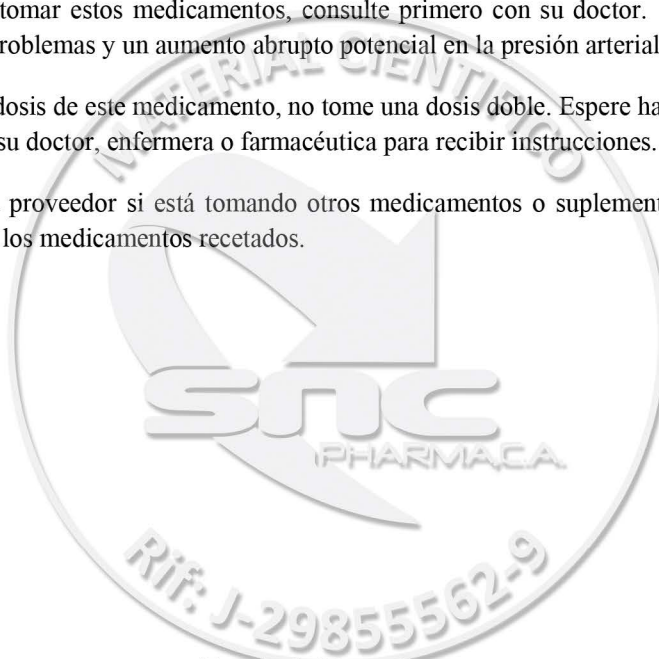 tomar estos medicamentos, consulte primero con su doctor.
roblemas y un aumento abrupto potencial en la presión arterial
dosis de este medicamento, no tome una dosis doble. Espere ha
su doctor, enfermera o farmacéutica para recibir instrucciones.
proveedor si está tomando otros medicamentos o suplement
los medicamentos recetados.
MATERIAL CIENTIFICO
snc
PHARMA,C.A.
Rif: J-29855562-9